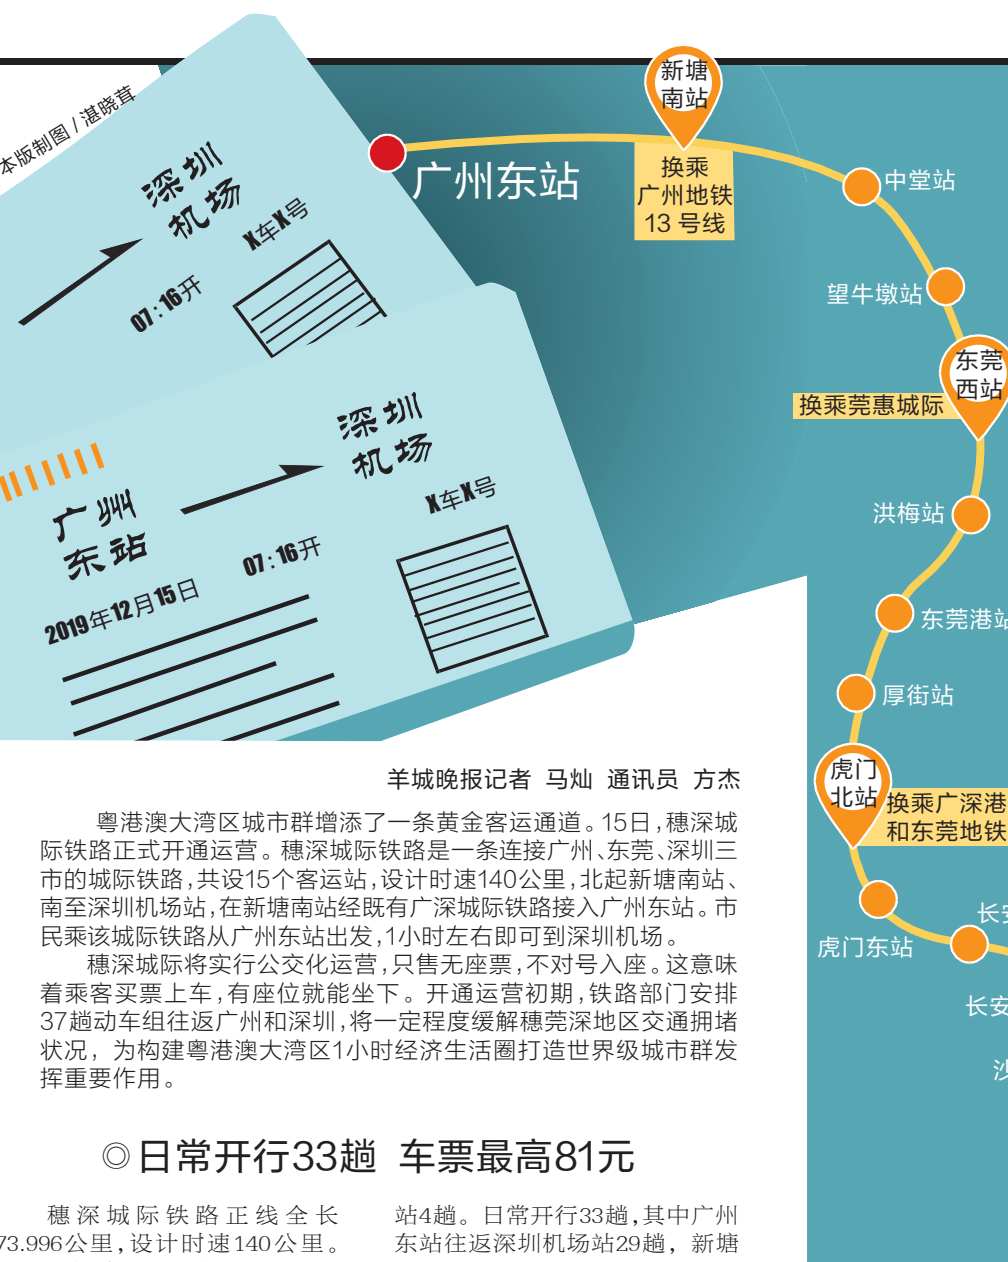 本版制图/湛晓茸
深圳
机场
X车X号
07:16开
深圳
机场
X车X号
广州
东站
07:16开
2019年12月15日
广州东站
新塘
南站
换乘
广州地铁
13号线
中堂站
望牛墩站
东莞
西站
换乘莞惠城际
洪梅站
东莞港站
厚街站
虎门
北站
换乘广深港
和东莞地铁
虎门东站
长安
长安
沙
羊城晚报记者 马灿 通讯员 方杰
粤港澳大湾区城市群增添了一条黄金客运通道。15日,穗深城
际铁路正式开通运营。穗深城际铁路是一条连接广州、东莞、深圳三
市的城际铁路,共设15个客运站,设计时速140公里,北起新塘南站、
南至深圳机场站,在新塘南站经既有广深城际铁路接入广州东站。市
民乘该城际铁路从广州东站出发,1小时左右即可到深圳机场。
穗深城际将实行公交化运营,只售无座票,不对号入座。这意味
着乘客买票上车,有座位就能坐下。开通运营初期,铁路部门安排
37趟动车组往返广州和深圳,将一定程度缓解穗莞深地区交通拥堵
状况,为构建粤港澳大湾区1小时经济生活圈打造世界级城市群发
挥重要作用。
◎日常开行33趟 车票最高81元
穗深城际铁路正线全长
73.996公里,设计时速140公里。
站4趟。日常开行33趟,其中广州
东站往返深圳机场站29趟,新塘